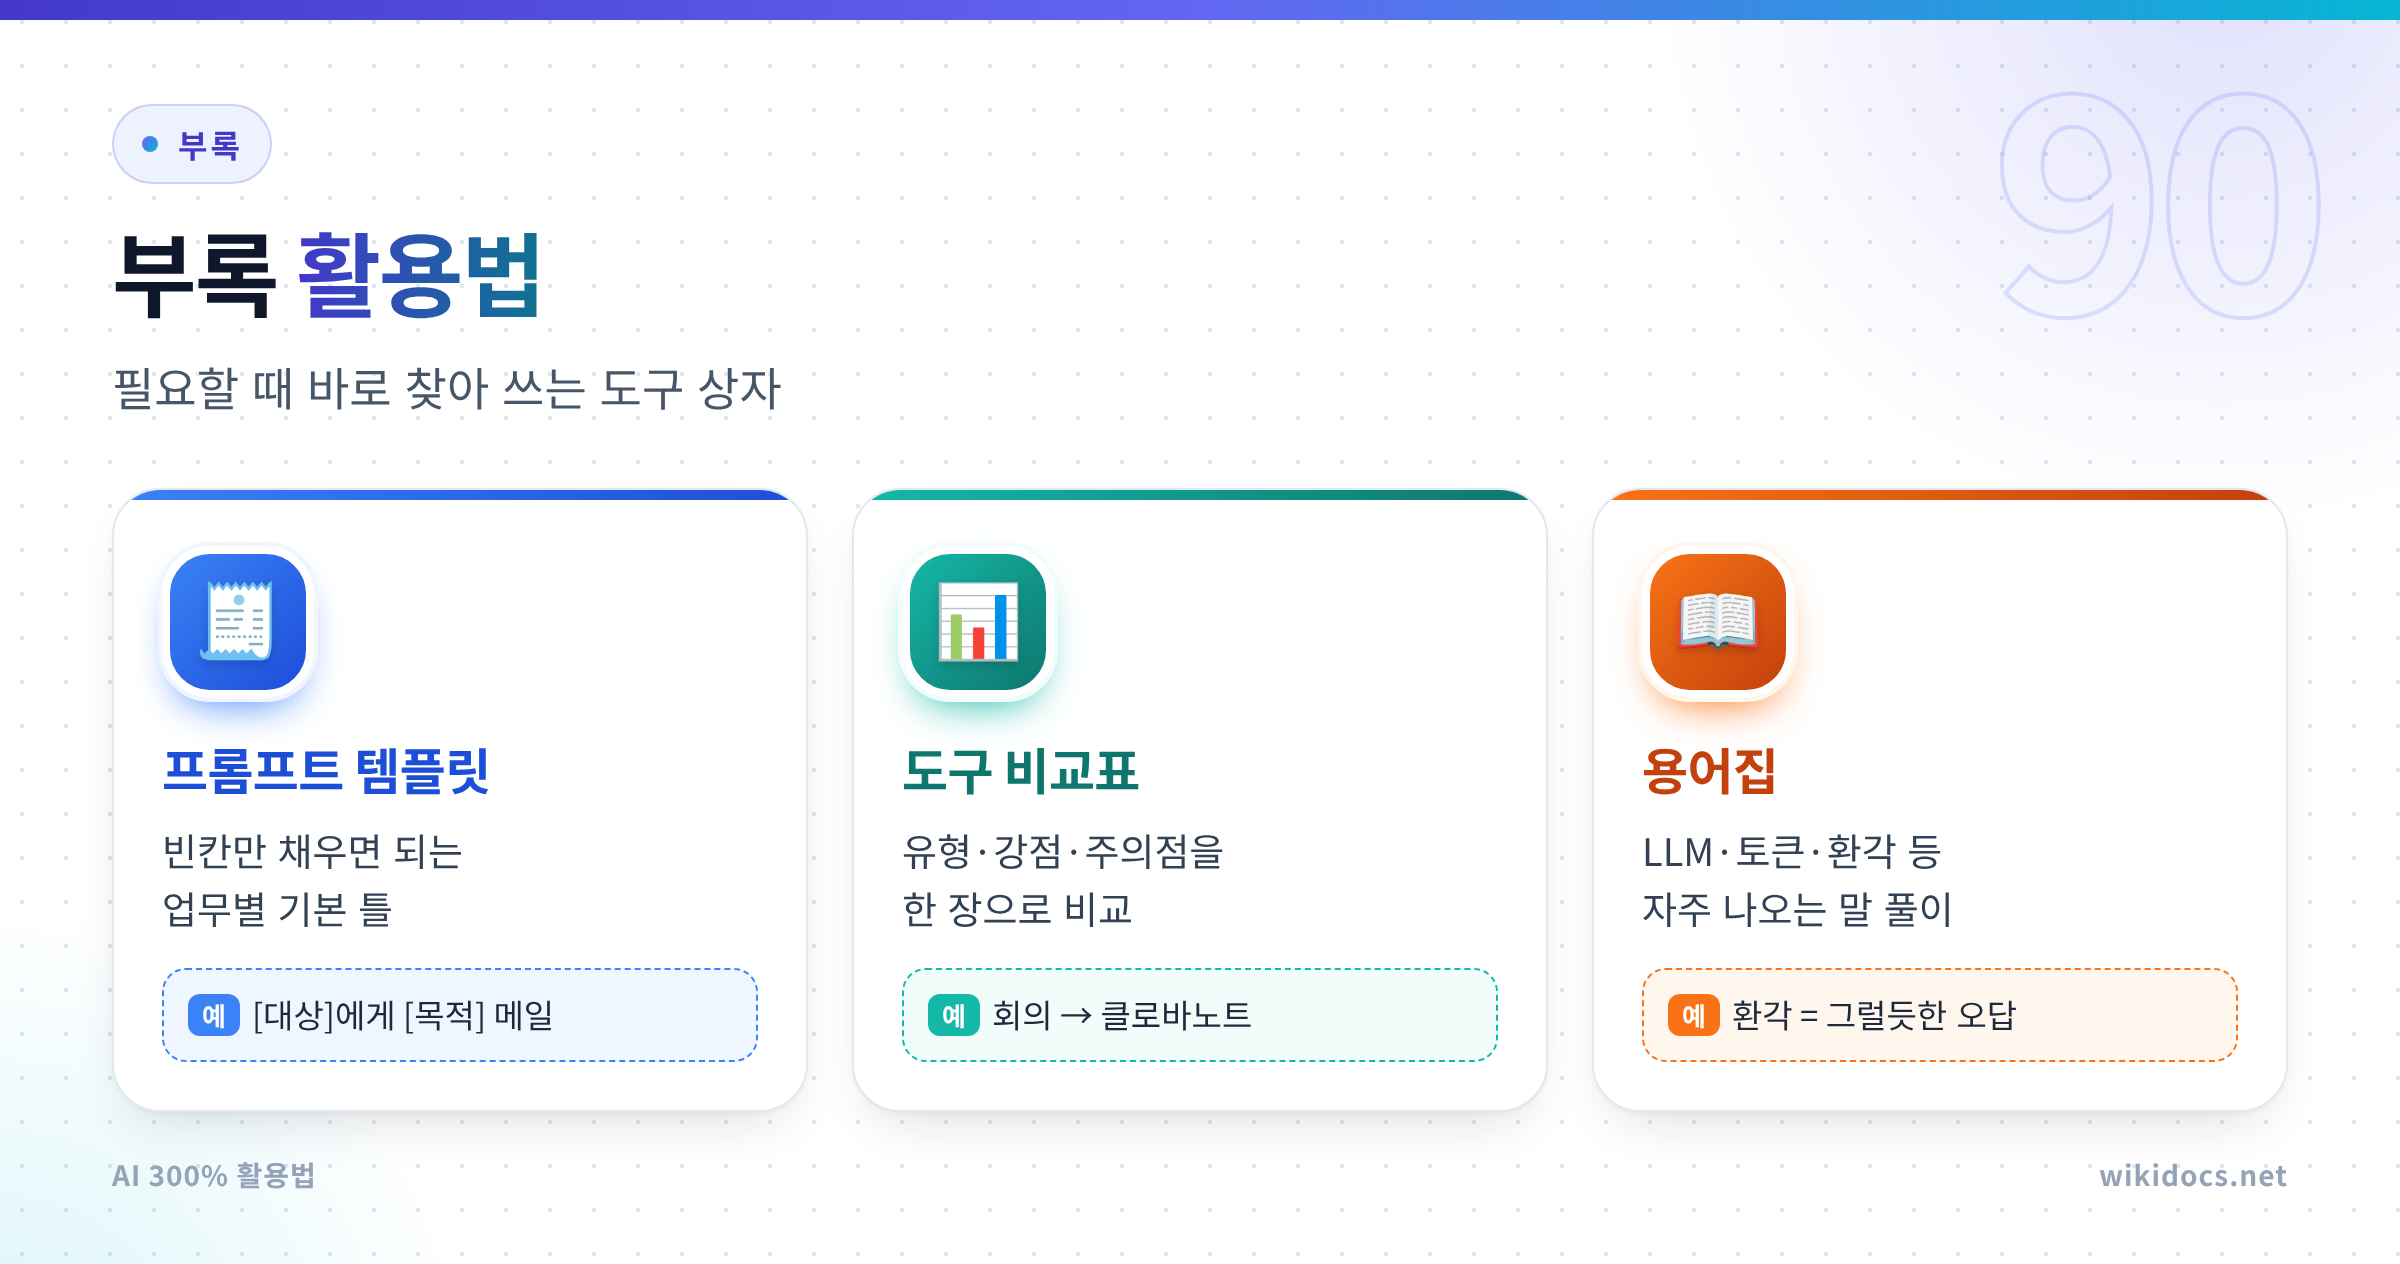 부록
90
부록 활용법
필요할 때 바로 찾아 쓰는 도구 상자
프롬프트 템플릿
빈칸만 채우면 되는
업무별 기본 틀
예 [대상]에게 [목적] 메일
도구 비교표
유형·강점·주의점을
한 장으로 비교
예 회의 → 클로바노트
용어집
LLM·토큰·환각 등
자주 나오는 말 풀이
예 환각 = 그럴듯한 오답
AI 300% 활용법
wikidocs.net